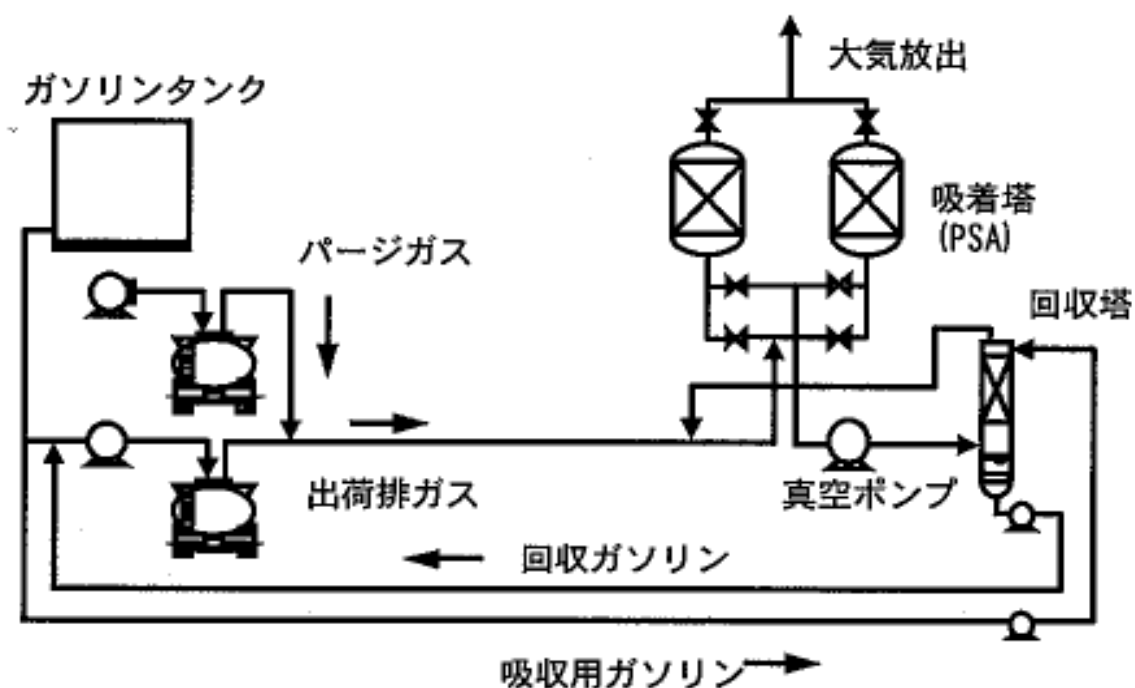 大気放出
ガソリンタンク
吸着塔
(PSA)
パージガス
回収塔
出荷排ガス
真空ポンプ
回収ガソリン
吸収用ガソリン